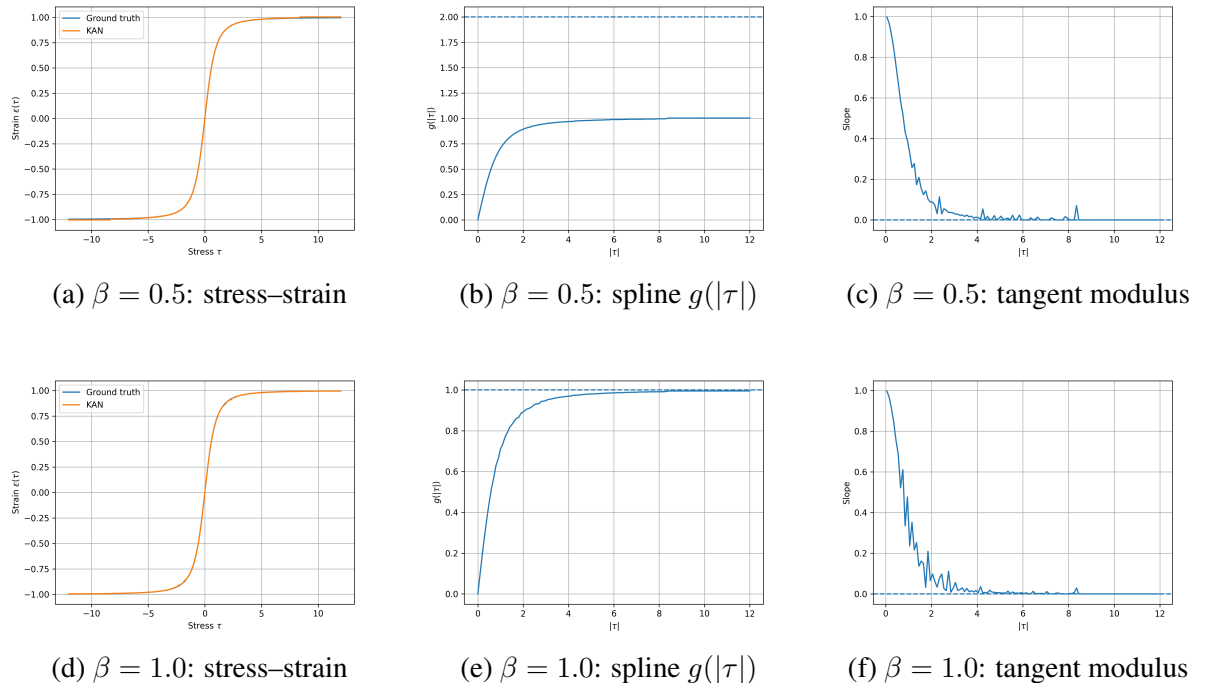 1.00
0.75
0.50
0.25
0.00
−0.25
−0.50
−0.75
−1.00
Strain ε(τ)
Ground truth
KAN
−10 −5 0 5 10
Stress τ
2.00
1.75
1.50
1.25
1.00
0.75
0.50
0.25
0.00
g(|τ|)
0 2 4 6 8 10 12
|τ|
1.0
0.8
0.6
0.4
0.2
0.0
Slope
0 2 4 6 8 10 12
|τ|
(a) β = 0.5: stress–strain
(b) β = 0.5: spline g(|τ|)
(c) β = 0.5: tangent modulus
1.00
0.75
0.50
0.25
0.00
−0.25
−0.50
−0.75
−1.00
Strain ε(τ)
Ground truth
KAN
−10 −5 0 5 10
Stress τ
1.0
0.8
0.6
0.4
0.2
0.0
g(|τ|)
0 2 4 6 8 10 12
|τ|
1.0
0.8
0.6
0.4
0.2
0.0
Slope
0 2 4 6 8 10 12
|τ|
(d) β = 1.0: stress–strain
(e) β = 1.0: spline g(|τ|)
(f) β = 1.0: tangent modulus